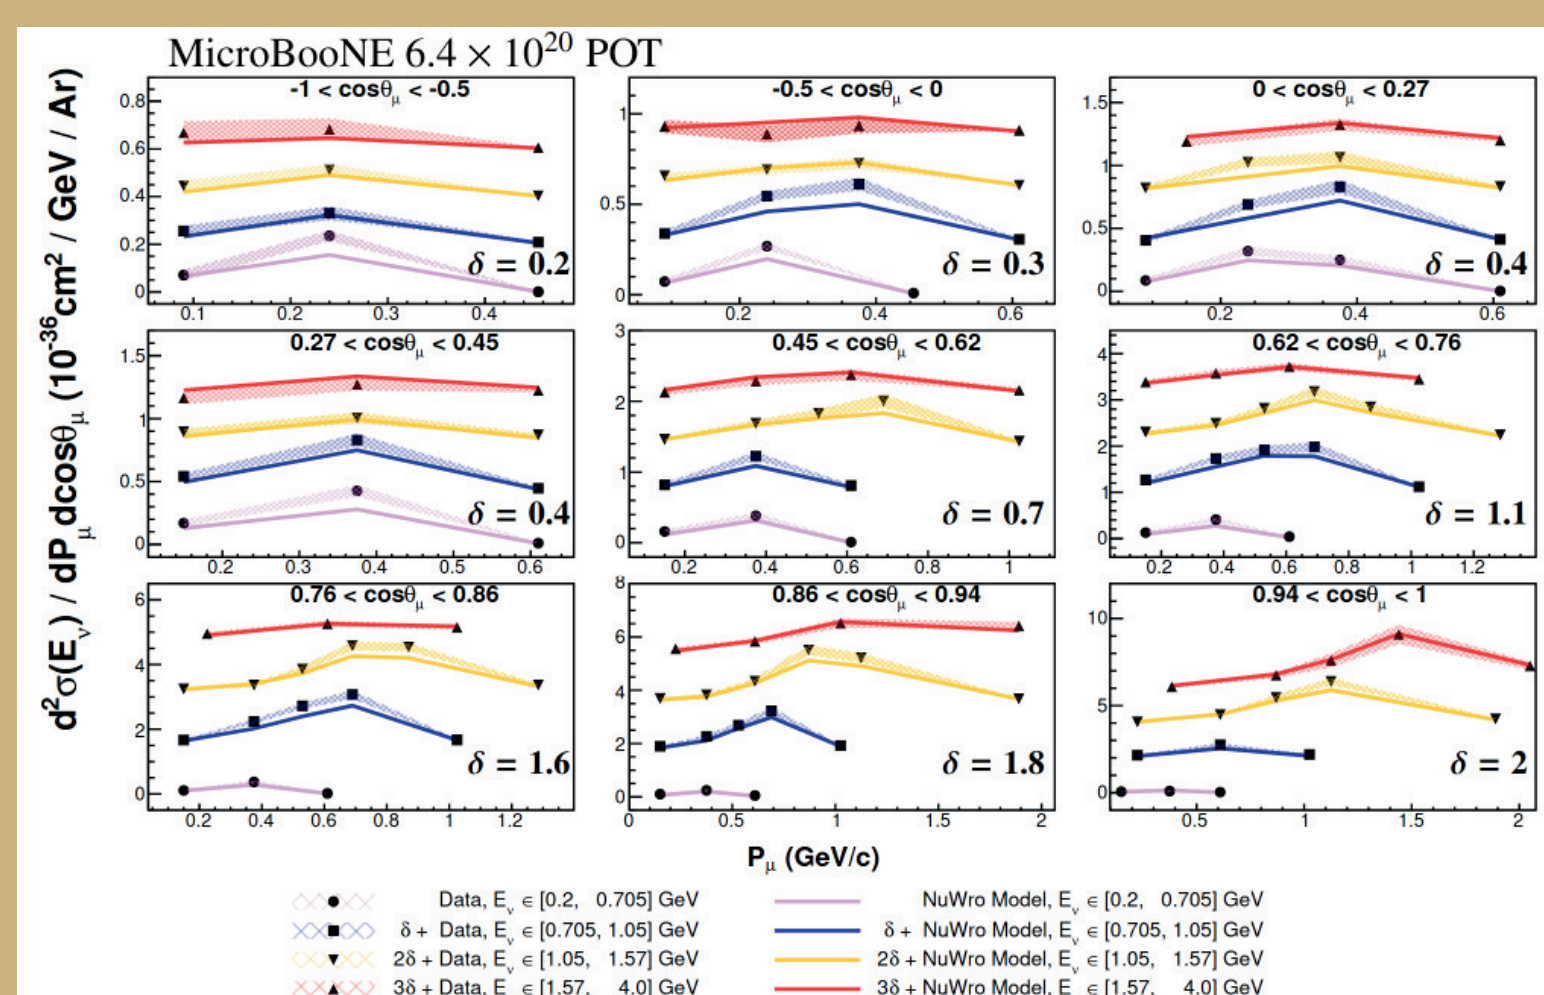 MicroBooNE 6.4 × 10²⁰ POT
d²σ(Eᵥ) / dP_μ dcosθ_μ (10⁻³⁶cm² / GeV / Ar)
-1 < cosθ_μ < -0.5
0.8
0.6
0.4
0.2
0
δ = 0.2
0.1 0.2 0.3 0.4
-0.5 < cosθ_μ < 0
1
0.5
0
δ = 0.3
0.2 0.4 0.6
0 < cosθ_μ < 0.27
1.5
1
0.5
0
δ = 0.4
0.2 0.4 0.6
0.27 < cosθ_μ < 0.45
1.5
1
0.5
0
δ = 0.4
0.2 0.3 0.4 0.5 0.6
0.45 < cosθ_μ < 0.62
3
2
1
0
δ = 0.7
0.2 0.4 0.6 0.8 1
0.62 < cosθ_μ < 0.76
4
3
2
1
0
δ = 1.1
0.2 0.4 0.6 0.8 1 1.2
0.76 < cosθ_μ < 0.86
6
4
2
0
δ = 1.6
0.2 0.4 0.6 0.8 1 1.2
0.86 < cosθ_μ < 0.94
8
6
4
2
0
δ = 1.8
0 0.5 1 1.5 2
0.94 < cosθ_μ < 1
10
5
0
δ = 2
0.5 1 1.5 2
P_μ (GeV/c)
Data, E_ν ∈ [0.2, 0.705] GeV
δ + Data, E_ν ∈ [0.705, 1.05] GeV
2δ + Data, E_ν ∈ [1.05, 1.57] GeV
3δ + Data, E ∈ [1.57, 4.0] GeV
NuWro Model, E_ν ∈ [0.2, 0.705] GeV
δ + NuWro Model, E_ν ∈ [0.705, 1.05] GeV
2δ + NuWro Model, E_ν ∈ [1.05, 1.57] GeV
3δ + NuWro Model, E ∈ [1.57, 4.0] GeV